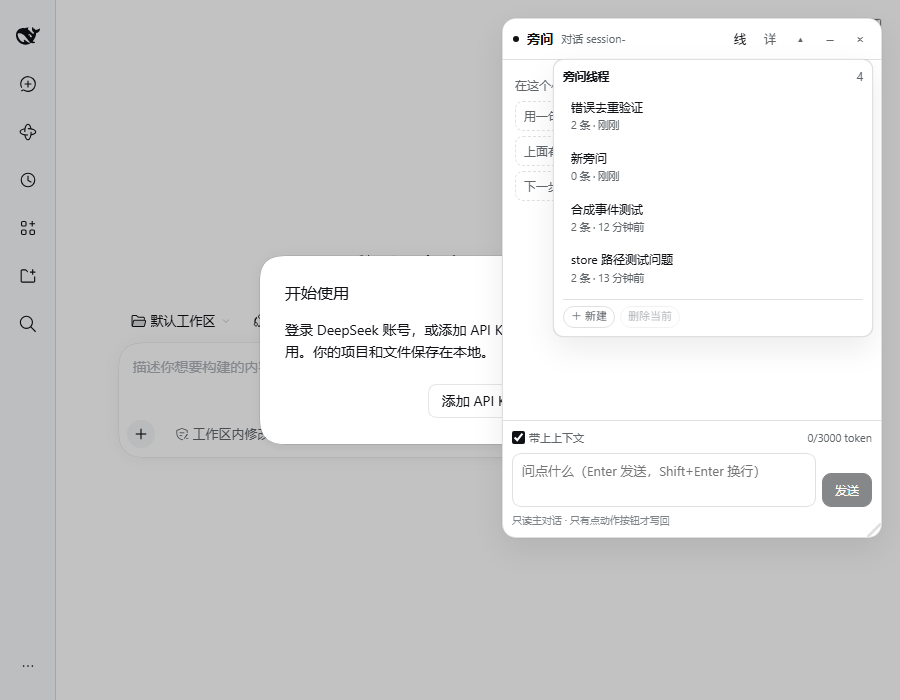 旁问 对话 session- 线 详
旁问线程 4
在这个
错误去重验证
用一句
2 条 · 刚刚
上面有
新旁问
0 条 · 刚刚
下一步
合成事件测试
2 条 · 12 分钟前
store 路径测试问题
2 条 · 13 分钟前
+ 新建 删除当前
开始使用
登录 DeepSeek 账号，或添加 API K
用。你的项目和文件保存在本地。
添加 API K
默认工作区
描述你想要构建的内容
工作区内修改
带上上下文 0/3000 token
问点什么（Enter 发送，Shift+Enter 换行）
发送
只读主对话 · 只有点动作按钮才写回